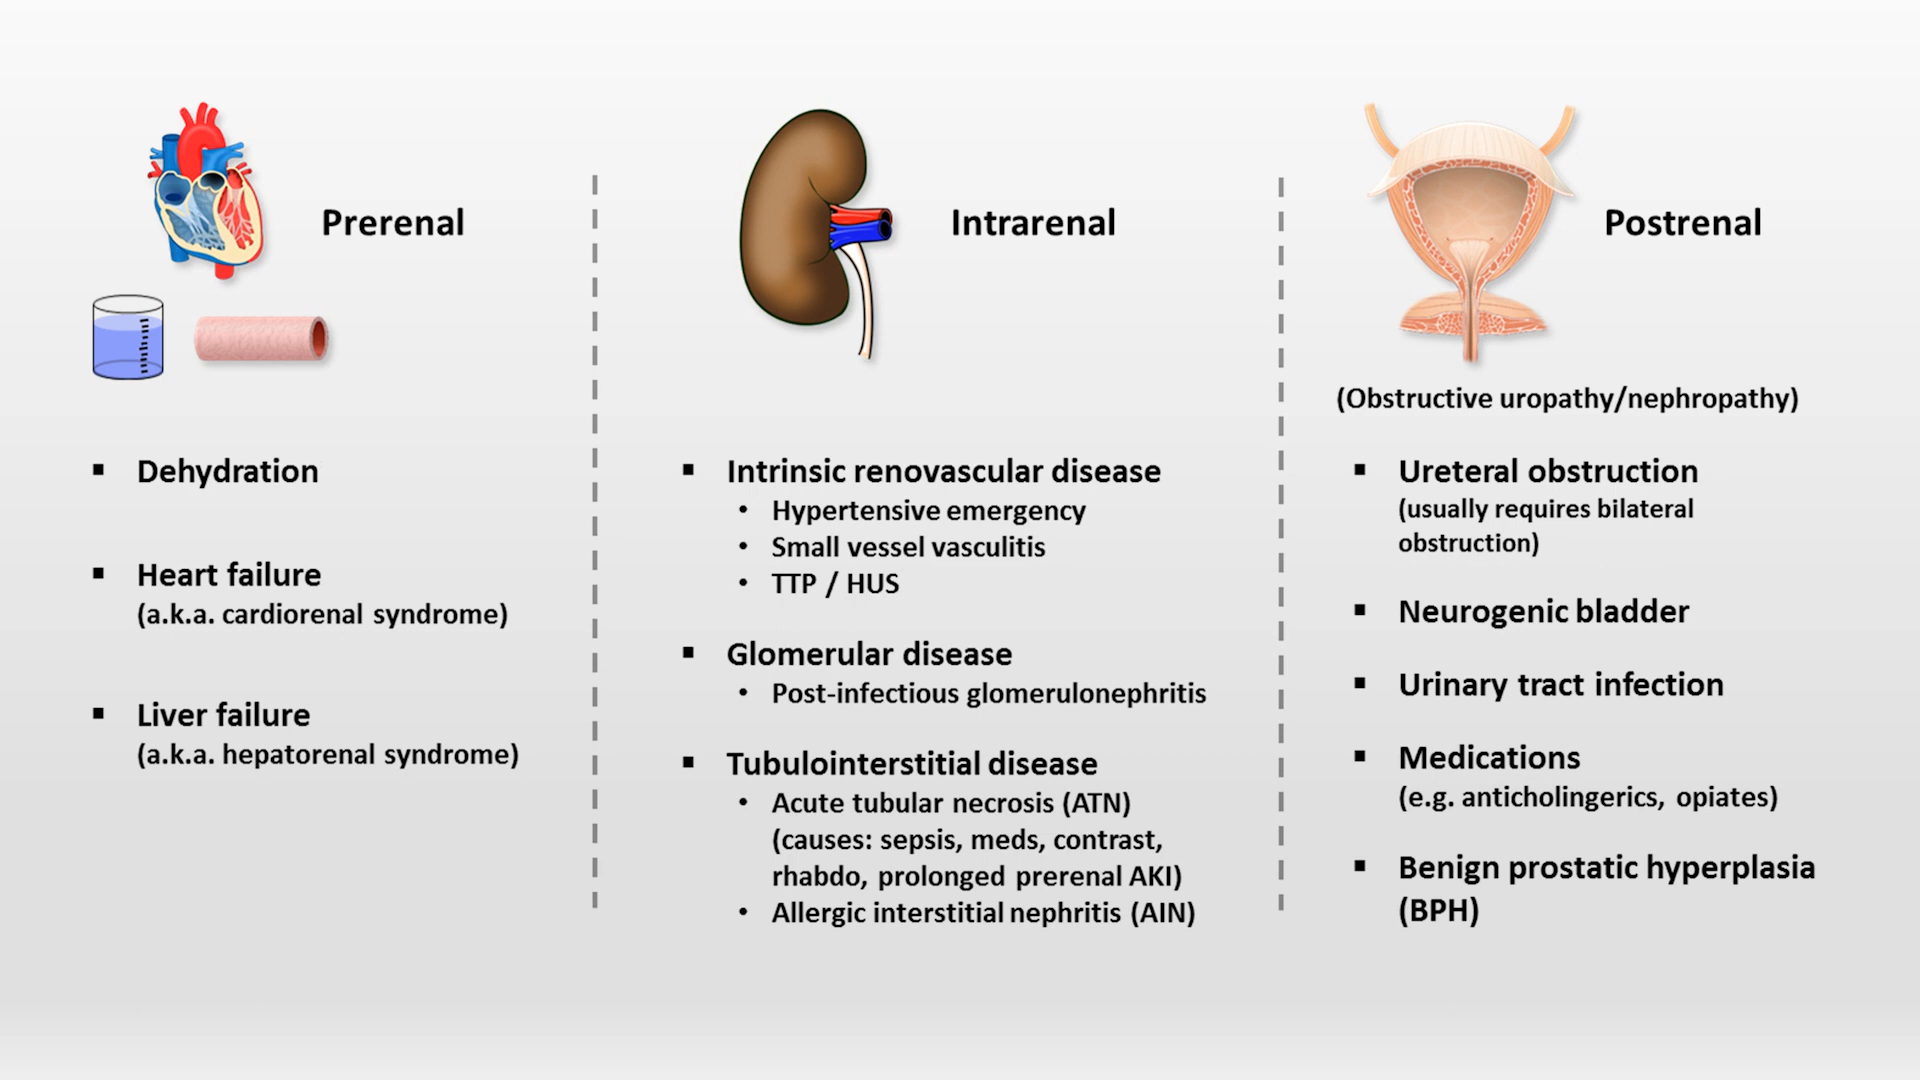 Prerenal
▪ Dehydration
▪ Heart failure
(a.k.a. cardiorenal syndrome)
▪ Liver failure
(a.k.a. hepatorenal syndrome)
Intrarenal
▪ Intrinsic renovascular disease
• Hypertensive emergency
• Small vessel vasculitis
• TTP / HUS
▪ Glomerular disease
• Post-infectious glomerulonephritis
▪ Tubulointerstitial disease
• Acute tubular necrosis (ATN)
(causes: sepsis, meds, contrast,
rhabdo, prolonged prerenal AKI)
• Allergic interstitial nephritis (AIN)
Postrenal
(Obstructive uropathy/nephropathy)
▪ Ureteral obstruction
(usually requires bilateral
obstruction)
▪ Neurogenic bladder
▪ Urinary tract infection
▪ Medications
(e.g. anticholingerics, opiates)
▪ Benign prostatic hyperplasia
(BPH)